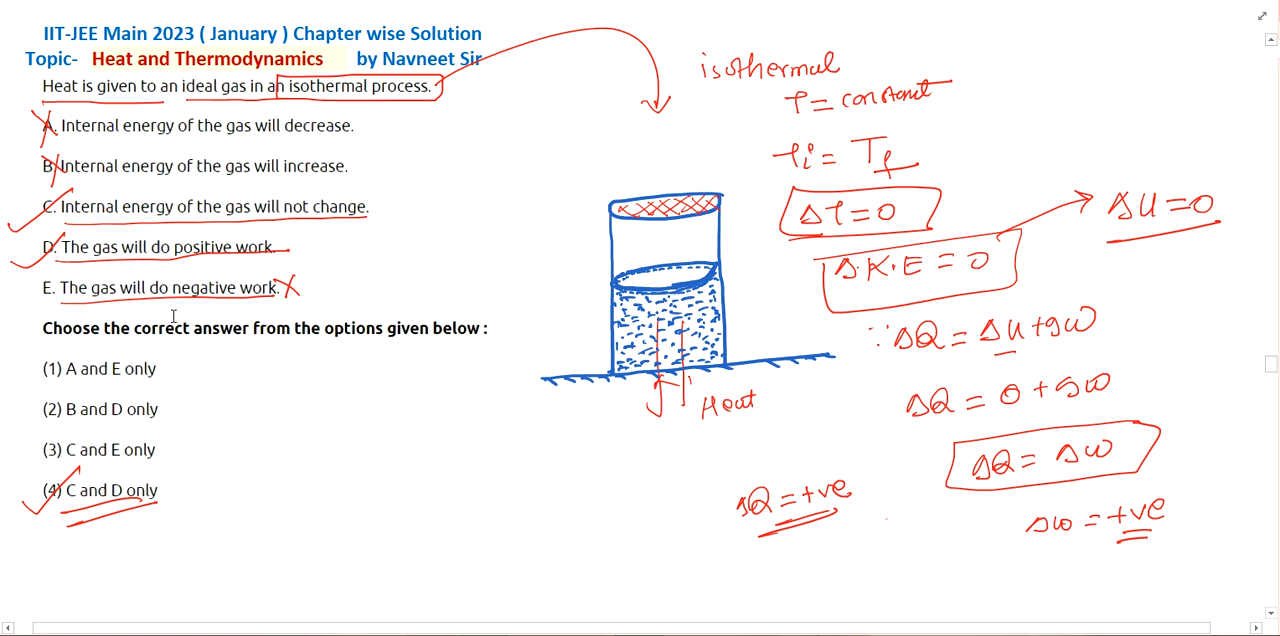 IIT-JEE Main 2023 ( January ) Chapter wise Solution
Topic- Heat and Thermodynamics by Navneet Sir
Heat is given to an ideal gas in an isothermal process.
A. Internal energy of the gas will decrease.
B. Internal energy of the gas will increase.
C. Internal energy of the gas will not change.
D. The gas will do positive work.
E. The gas will do negative work.
Choose the correct answer from the options given below :
(1) A and E only
(2) B and D only
(3) C and E only
(4) C and D only
isothermal
T = constant
Ti = Tf
ΔT = 0
Δ.K.E = 0
ΔU = 0
∵ ΔQ = ΔU + ΔW
ΔQ = 0 + ΔW
ΔQ = ΔW
ΔQ = +ve
ΔW = +ve
Heat